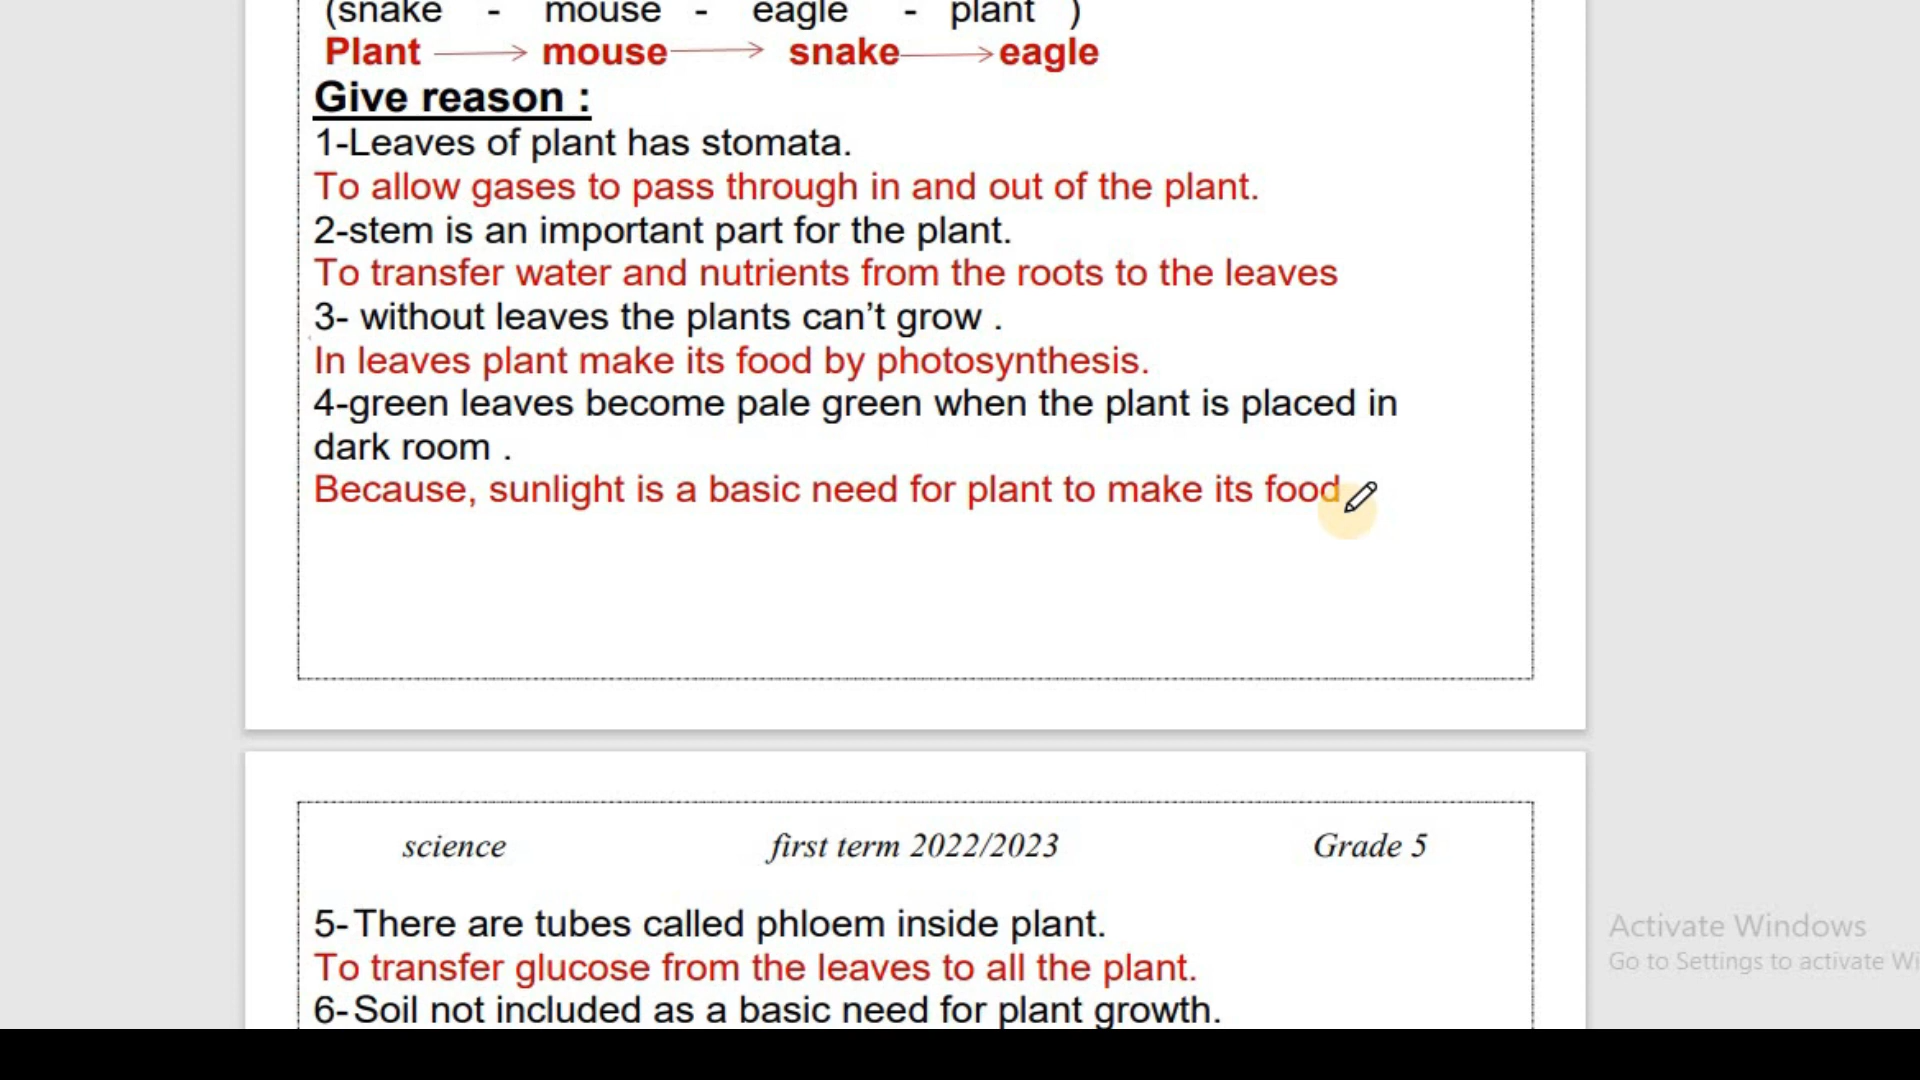 (snake - mouse - eagle - plant )
Plant mouse snake eagle
Give reason :
1-Leaves of plant has stomata.
To allow gases to pass through in and out of the plant.
2-stem is an important part for the plant.
To transfer water and nutrients from the roots to the leaves
3- without leaves the plants can’t grow .
In leaves plant make its food by photosynthesis.
4-green leaves become pale green when the plant is placed in
dark room .
Because, sunlight is a basic need for plant to make its food
science first term 2022/2023 Grade 5
5-There are tubes called phloem inside plant.
To transfer glucose from the leaves to all the plant.
6-Soil not included as a basic need for plant growth.
Activate Windows
Go to Settings to activate Wi